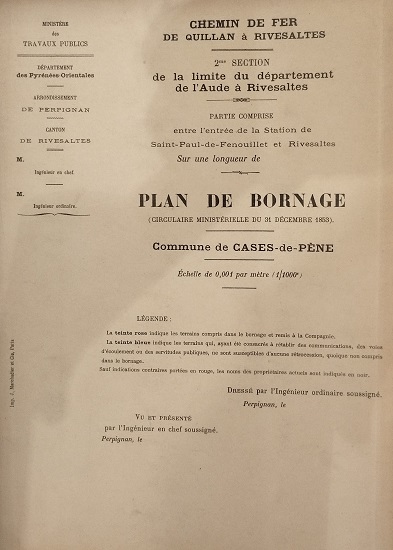 MINISTÈRE
des
TRAVAUX PUBLICS
DÉPARTEMENT
des Pyrénées-Orientales
ARRONDISSEMENT
DE PERPIGNAN
CANTON
DE RIVESALTES
M.
Ingénieur en chef.
M.
Ingénieur ordinaire.
CHEMIN DE FER
DE QUILLAN à RIVESALTES
2me SECTION
de la limite du département
de l'Aude à Rivesaltes
PARTIE COMPRISE
entre l'entrée de la Station de
Saint-Paul-de-Fenouillet et Rivesaltes
Sur une longueur de
PLAN DE BORNAGE
(CIRCULAIRE MINISTÉRIELLE DU 31 DÉCEMBRE 1853).
Commune de CASES-de-PÈNE
Échelle de 0,001 par mètre (1/1000e)
LÉGENDE :
La teinte rose indique les terrains compris dans le bornage et remis à la Compagnie.
La teinte bleue indique les terrains qui, ayant été consacrés à rétablir des communications, des voies
d'écoulement ou des servitudes publiques, ne sont susceptibles d'aucune rétrocession, quoique non compris
dans le bornage.
Sauf indications contraires portées en rouge, les noms des propriétaires actuels sont indiqués en noir.
DRESSÉ par l'Ingénieur ordinaire soussigné.
Perpignan, le
VU ET PRÉSENTÉ
par l'Ingénieur en chef soussigné.
Perpignan, le
Imp. J. et Cie, Paris